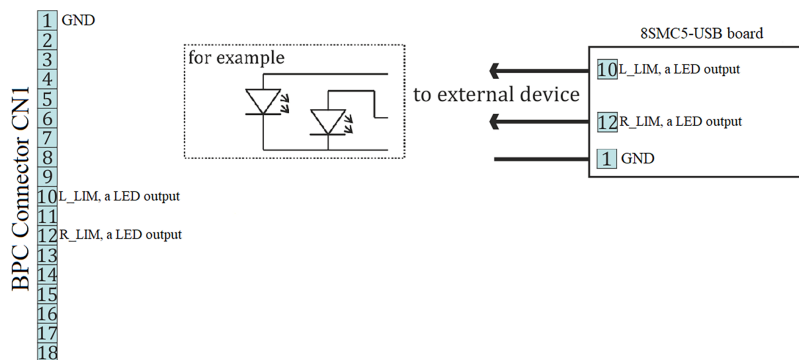 BPC Connector CN1
1 GND
2
3
4
5
6
7
8
9
10 L_LIM, a LED output
11
12 R_LIM, a LED output
13
14
15
16
17
18
for example
to external device
8SMC5-USB board
10 L_LIM, a LED output
12 R_LIM, a LED output
1 GND